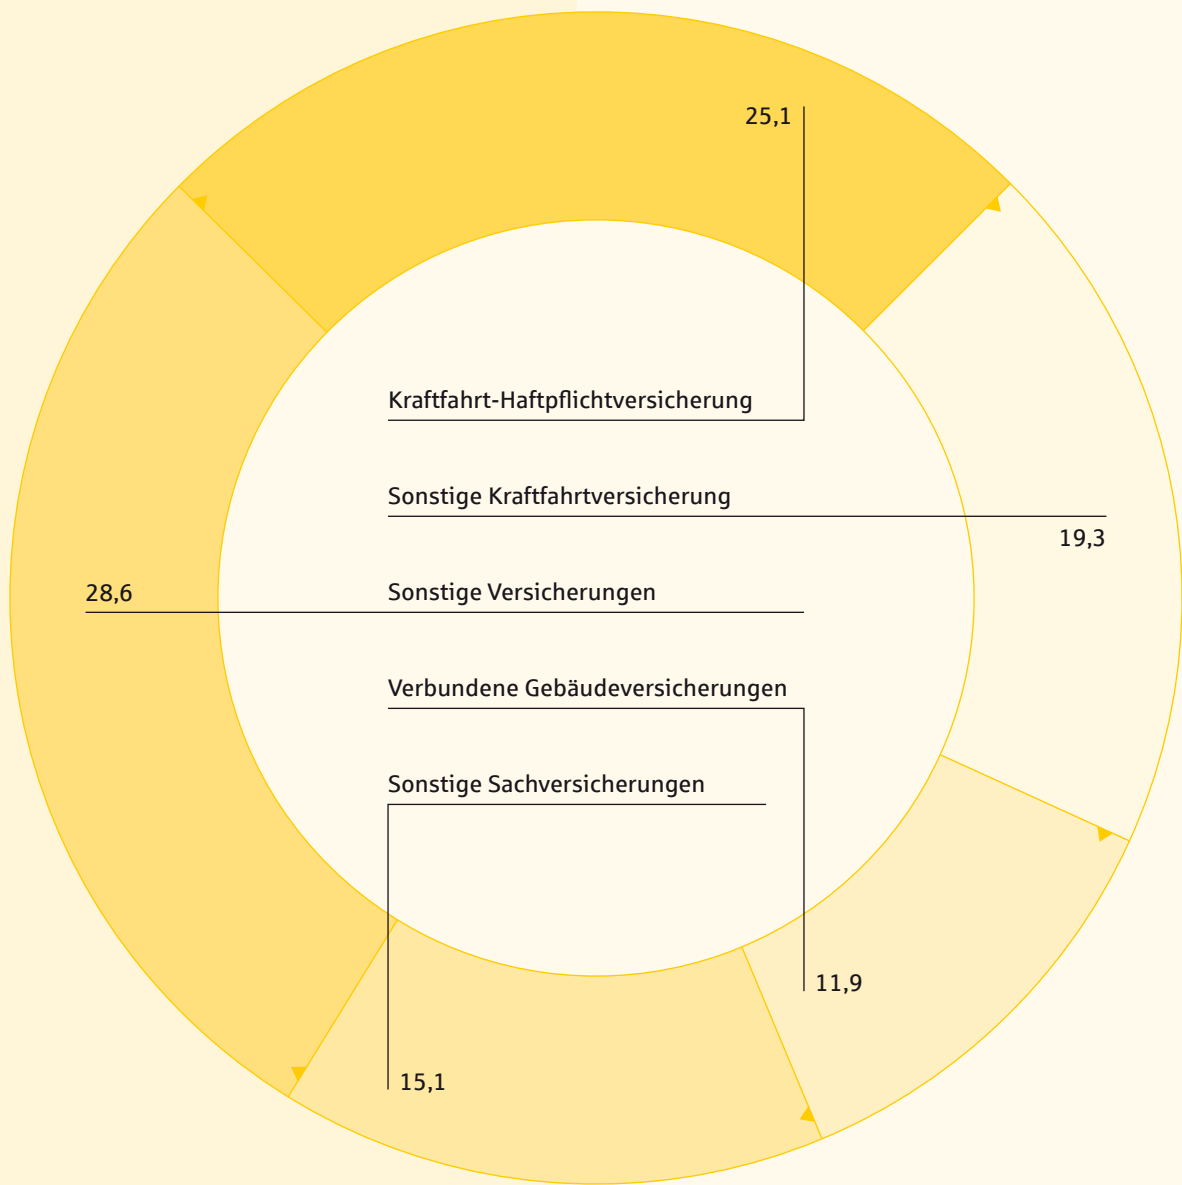 25,1
Kraftfahrt-Haftpflichtversicherung
Sonstige Kraftfahrtversicherung
19,3
28,6
Sonstige Versicherungen
Verbundene Gebäudeversicherungen
Sonstige Sachversicherungen
11,9
15,1